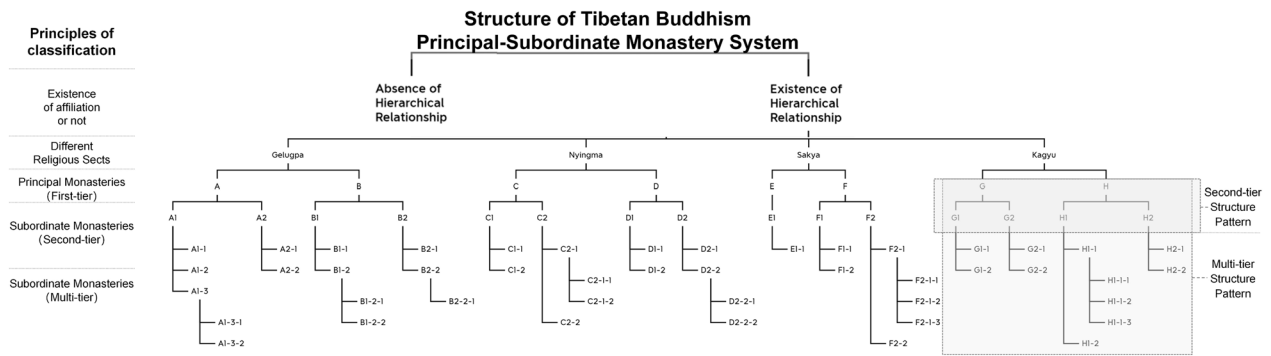 Structure of Tibetan Buddhism
Principal-Subordinate Monastery System
Principles of
classification
Existence
of affiliation
or not
Absence of
Hierarchical
Relationship
Existence of
Hierarchical
Relationship
Different
Religious Sects
Gelugpa
Nyingma
Sakya
Kagyu
Principal Monasteries
(First-tier)
A
B
C
D
E
F
G
H
Second-tier
Structure
Pattern
Subordinate Monasteries
(Second-tier)
A1
A2
B1
B2
C1
C2
D1
D2
E1
F1
F2
G1
G2
H1
H2
A1-1
A2-1
B1-1
B2-1
C1-1
C2-1
D1-1
D2-1
E1-1
F1-1
F2-1
G1-1
G2-1
H1-1
H2-1
A1-2
A2-2
B1-2
B2-2
C1-2
D1-2
D2-2
F1-2
G1-2
G2-2
H2-2
Multi-tier
Structure
Pattern
Subordinate Monasteries
(Multi-tier)
A1-3
C2-1-1
F2-1-1
H1-1-1
B1-2-1
B2-2-1
C2-1-2
D2-2-1
F2-1-2
H1-1-2
A1-3-1
B1-2-2
C2-2
D2-2-2
F2-1-3
H1-1-3
A1-3-2
F2-2
H1-2